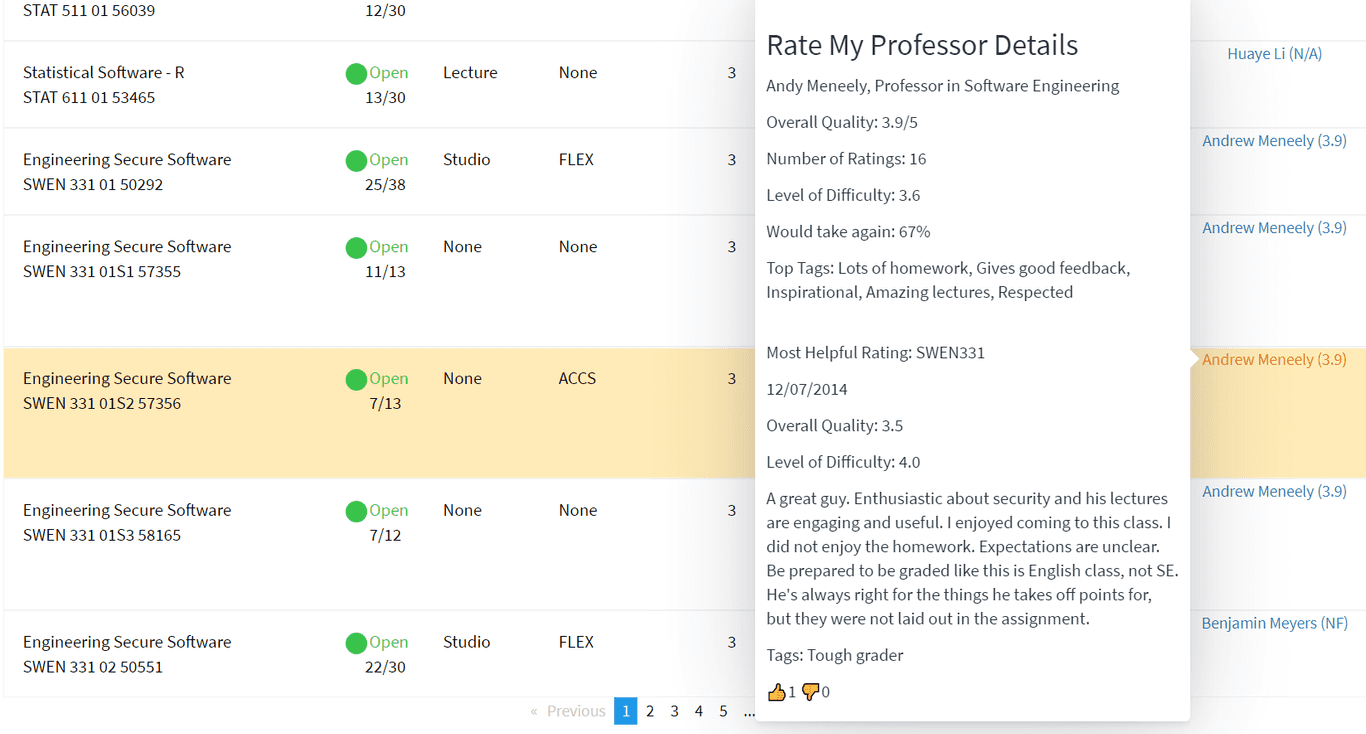 STAT 511 01 56039
12/30
Statistical Software - R
Open
Lecture
None
3
Huaye Li (N/A)
STAT 611 01 53465
13/30
Engineering Secure Software
Open
Studio
FLEX
3
Andrew Meneely (3.9)
SWEN 331 01 50292
25/38
Engineering Secure Software
Open
None
None
3
Andrew Meneely (3.9)
SWEN 331 01S1 57355
11/13
Engineering Secure Software
Open
None
ACCS
3
Andrew Meneely (3.9)
SWEN 331 01S2 57356
7/13
Engineering Secure Software
Open
None
None
3
Andrew Meneely (3.9)
SWEN 331 01S3 58165
7/12
Engineering Secure Software
Open
Studio
FLEX
3
Benjamin Meyers (NF)
SWEN 331 02 50551
22/30
« Previous 1 2 3 4 5 ...
Rate My Professor Details
Andy Meneely, Professor in Software Engineering
Overall Quality: 3.9/5
Number of Ratings: 16
Level of Difficulty: 3.6
Would take again: 67%
Top Tags: Lots of homework, Gives good feedback,
Inspirational, Amazing lectures, Respected
Most Helpful Rating: SWEN331
12/07/2014
Overall Quality: 3.5
Level of Difficulty: 4.0
A great guy. Enthusiastic about security and his lectures
are engaging and useful. I enjoyed coming to this class. I
did not enjoy the homework. Expectations are unclear.
Be prepared to be graded like this is English class, not SE.
He's always right for the things he takes off points for,
but they were not laid out in the assignment.
Tags: Tough grader
👍1 👎0